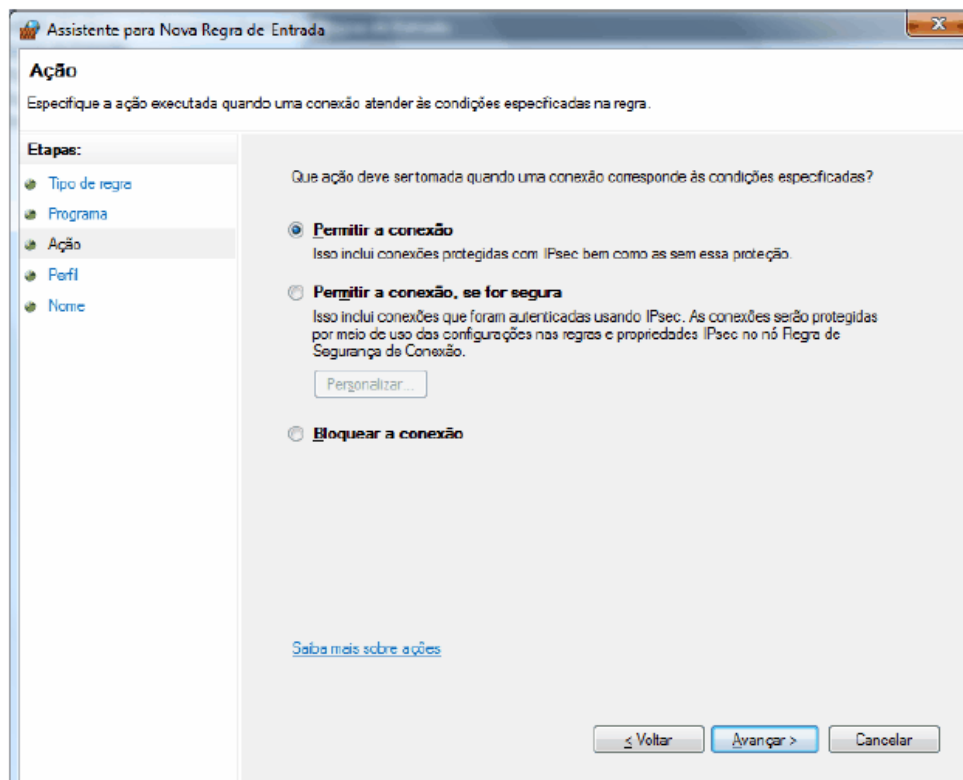 Assistente para Nova Regra de Entrada
Ação
Especifique a ação executada quando uma conexão atender às condições especificadas na regra.
Etapas:
Tipo de regra
Programa
Ação
Perfil
Nome
Que ação deve ser tomada quando uma conexão corresponde às condições especificadas?
Permitir a conexão
Isso inclui conexões protegidas com IPsec bem como as sem essa proteção.
Permitir a conexão, se for segura
Isso inclui conexões que foram autenticadas usando IPsec. As conexões serão protegidas
por meio de uso das configurações nas regras e propriedades IPsec no nó Regra de
Segurança de Conexão.
Personalizar...
Bloquear a conexão
Saiba mais sobre ações
< Voltar
Avançar >
Cancelar